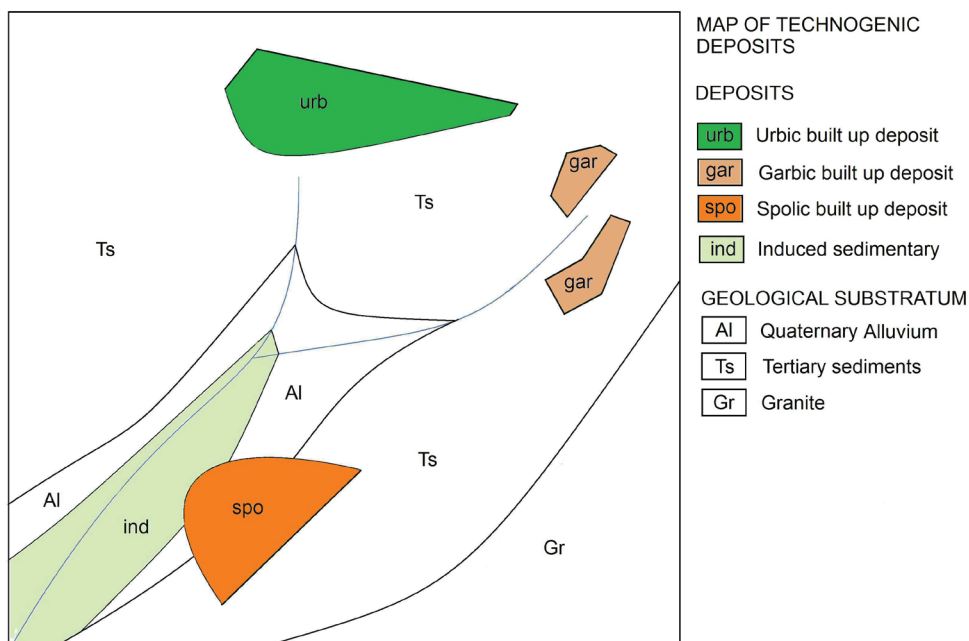 MAP OF TECHNOGENIC
DEPOSITS
DEPOSITS
urb Urbic built up deposit
gar Garbic built up deposit
spo Spolic built up deposit
ind Induced sedimentary
GEOLOGICAL SUBSTRATUM
Al Quaternary Alluvium
Ts Tertiary sediments
Gr Granite
urb
gar
Ts
Ts
gar
Al
Ts
Al
spo
ind
Gr